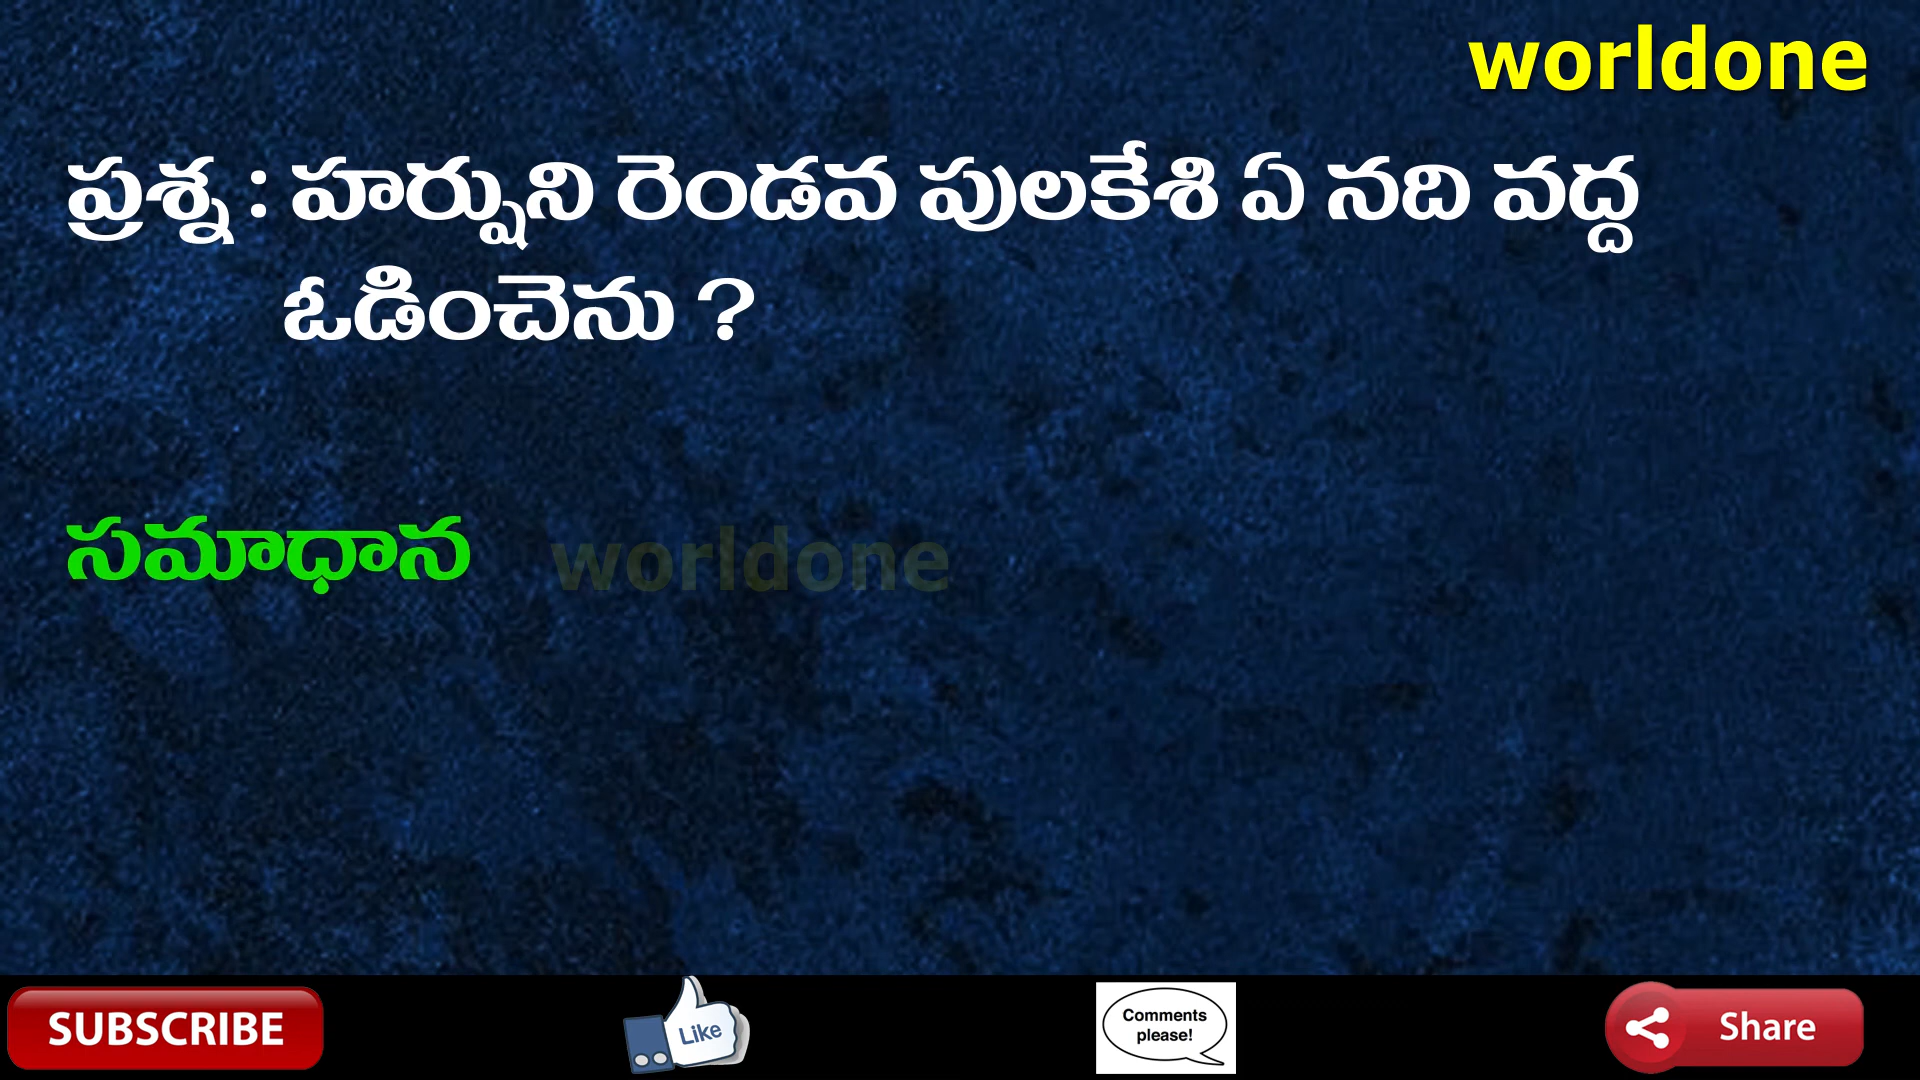 worldone
ప్రశ్న : హర్షుని రెండవ పులకేశి ఏ నది వద్ద
ఓడించెను ?
సమాధాన
worldone
SUBSCRIBE
Like
Comments
please!
Share